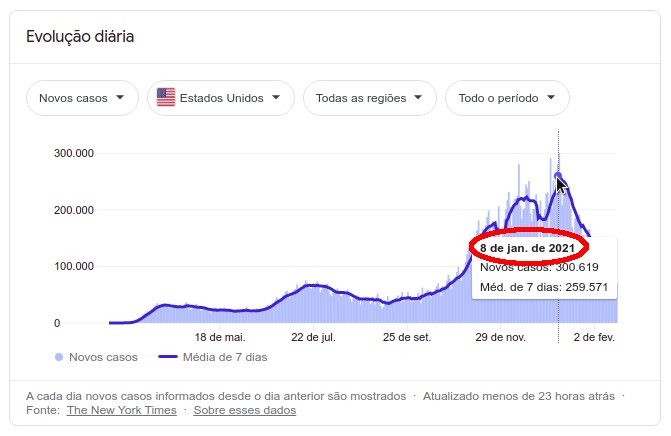 Evolução diária
Novos casos
Estados Unidos
Todas as regiões
Todo o período
300.000
200.000
100.000
0
8 de jan. de 2021
Novos casos: 300.619
Méd. de 7 dias: 259.571
18 de mai.
22 de jul.
25 de set.
29 de nov.
2 de fev.
Novos casos
Média de 7 dias
A cada dia novos casos informados desde o dia anterior são mostrados · Atualizado menos de 23 horas atrás ·
Fonte: The New York Times · Sobre esses dados